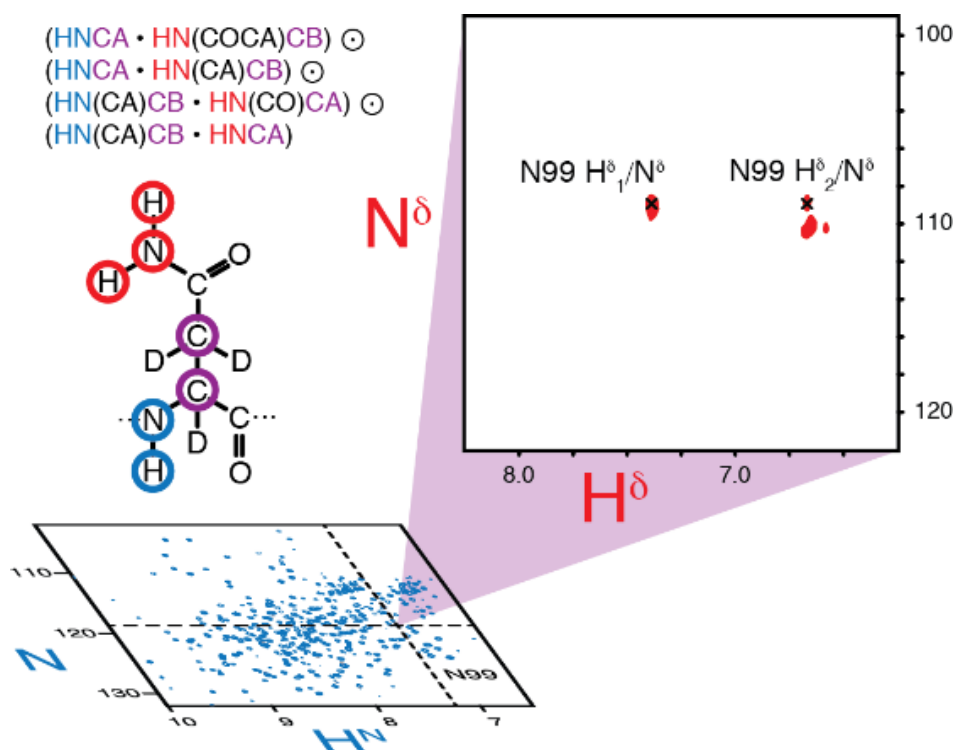 (HNCA • HN(COCA)CB) ⊙
(HNCA • HN(CA)CB) ⊙
(HN(CA)CB • HN(CO)CA) ⊙
(HN(CA)CB • HNCA)
100
110
120
N99 Hδ1/Nδ
N99 Hδ2/Nδ
Nδ
8.0
7.0
Hδ
H
N
H
C
O
C
D
D
N
C
C
...
...
D
H
O
110
120
130
N
N99
10
9
8
7
HN